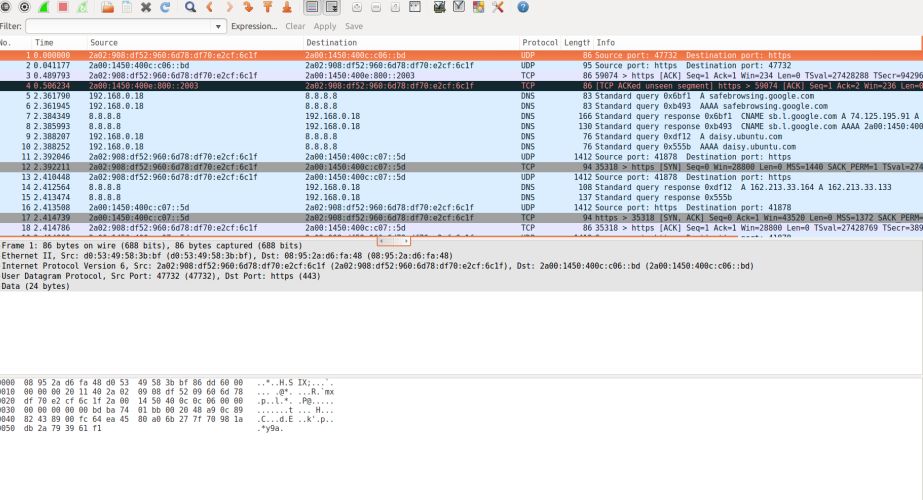 Filter: Expression... Clear Apply Save
No. Time Source Destination Protocol Length Info
1 0.000000 2a02:908:df52:960:6d78:df70:e2cf:6c1f 2a00:1450:400c:c06::bd UDP 86 Source port: 47732 Destination port: https
2 0.041177 2a00:1450:400c:c06::bd 2a02:908:df52:960:6d78:df70:e2cf:6c1f UDP 95 Source port: https Destination port: 47732
3 0.489793 2a02:908:df52:960:6d78:df70:e2cf:6c1f 2a00:1450:400e:800::2003 TCP 86 59074 > https [ACK] Seq=1 Ack=1 Win=234 Len=0 TSval=27428288 TSecr=94296
4 0.506234 2a00:1450:400e:800::2003 2a02:908:df52:960:6d78:df70:e2cf:6c1f TCP 86 [TCP ACKed unseen segment] https > 59074 [ACK] Seq=1 Ack=2 Win=236 Len=0
5 2.361790 192.168.0.18 8.8.8.8 DNS 83 Standard query 0x6bf1 A safebrowsing.google.com
6 2.361945 192.168.0.18 8.8.8.8 DNS 83 Standard query 0xb493 AAAA safebrowsing.google.com
7 2.384349 8.8.8.8 192.168.0.18 DNS 166 Standard query response 0x6bf1 CNAME sb.l.google.com A 74.125.195.91 A
8 2.385993 8.8.8.8 192.168.0.18 DNS 130 Standard query response 0xb493 CNAME sb.l.google.com AAAA 2a00:1450:400
9 2.388207 192.168.0.18 8.8.8.8 DNS 76 Standard query 0xdf12 A daisy.ubuntu.com
10 2.388252 192.168.0.18 8.8.8.8 DNS 76 Standard query 0x555b AAAA daisy.ubuntu.com
11 2.392046 2a02:908:df52:960:6d78:df70:e2cf:6c1f 2a00:1450:400c:c07::5d UDP 1412 Source port: 41878 Destination port: https
12 2.392211 2a02:908:df52:960:6d78:df70:e2cf:6c1f 2a00:1450:400c:c07::5d TCP 94 35318 > https [SYN] Seq=0 Win=28800 Len=0 MSS=1440 SACK_PERM=1 TSval=274
13 2.410448 2a02:908:df52:960:6d78:df70:e2cf:6c1f 2a00:1450:400c:c07::5d UDP 1412 Source port: 41878 Destination port: https
14 2.412564 8.8.8.8 192.168.0.18 DNS 108 Standard query response 0xdf12 A 162.213.33.164 A 162.213.33.133
15 2.413474 8.8.8.8 192.168.0.18 DNS 137 Standard query response 0x555b
16 2.413508 2a00:1450:400c:c07::5d 2a02:908:df52:960:6d78:df70:e2cf:6c1f UDP 1412 Source port: https Destination port: 41878
17 2.414739 2a00:1450:400c:c07::5d 2a02:908:df52:960:6d78:df70:e2cf:6c1f TCP 94 https > 35318 [SYN, ACK] Seq=0 Ack=1 Win=43520 Len=0 MSS=1372 SACK_PERM=
18 2.414786 2a02:908:df52:960:6d78:df70:e2cf:6c1f 2a00:1450:400c:c07::5d TCP 86 35318 > https [ACK] Seq=1 Ack=1 Win=28800 Len=0 TSval=27428769 TSecr=389
Frame 1: 86 bytes on wire (688 bits), 86 bytes captured (688 bits)
Ethernet II, Src: d0:53:49:58:3b:bf (d0:53:49:58:3b:bf), Dst: 08:95:2a:d6:fa:48 (08:95:2a:d6:fa:48)
Internet Protocol Version 6, Src: 2a02:908:df52:960:6d78:df70:e2cf:6c1f (2a02:908:df52:960:6d78:df70:e2cf:6c1f), Dst: 2a00:1450:400c:c06::bd (2a00:1450:400c:c06::bd)
User Datagram Protocol, Src Port: 47732 (47732), Dst Port: https (443)
Data (24 bytes)
0000 08 95 2a d6 fa 48 d0 53 49 58 3b bf 86 dd 60 00 ..*..H.S IX;...`.
0010 00 00 00 20 11 40 2a 02 09 08 df 52 09 60 6d 78 ... .@*. ...R.`mx
0020 df 70 e2 cf 6c 1f 2a 00 14 50 40 0c 0c 06 00 00 .p..l.*. .P@.....
0030 00 00 00 00 00 bd ba 74 01 bb 00 20 48 a9 0c 89 .......t ... H...
0040 82 43 89 00 fc 64 ea 45 80 a0 6b 27 7f 70 98 1a .C...d.E ..k'.p..
0050 db 2a 79 39 61 f1 .*y9a.